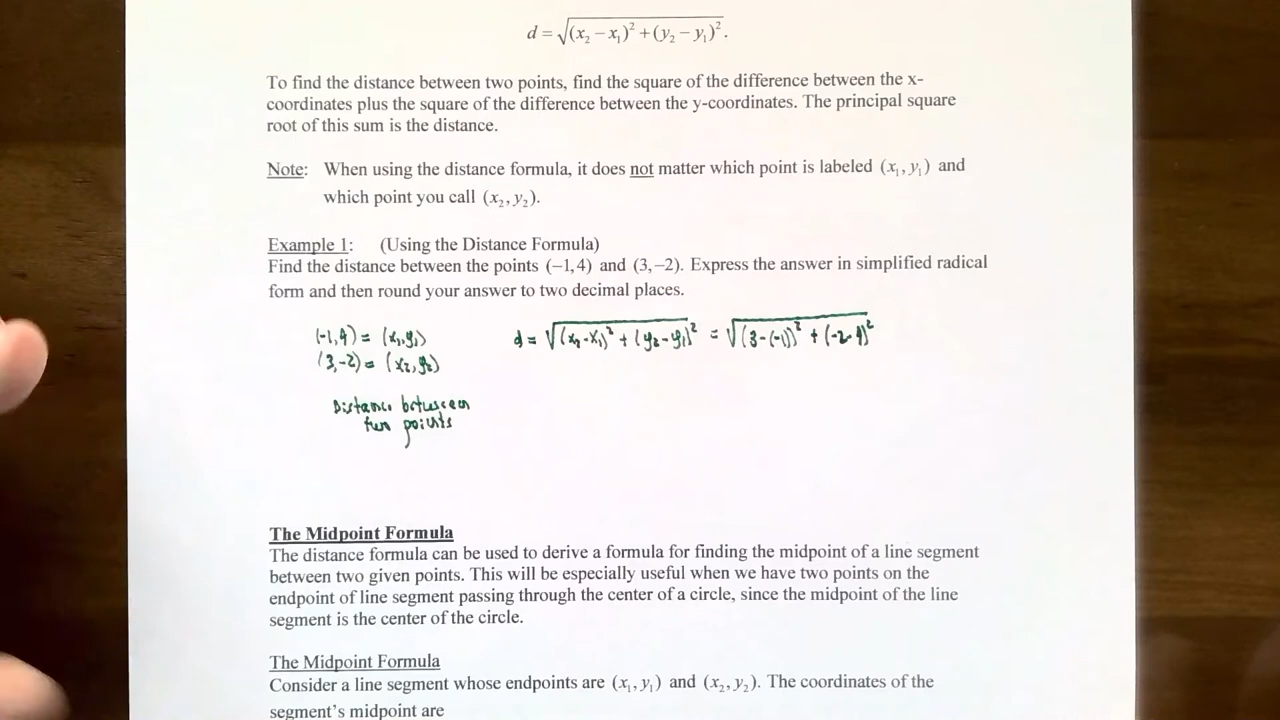 d = √(x₂ − x₁)² + (y₂ − y₁)².
To find the distance between two points, find the square of the difference between the x-
coordinates plus the square of the difference between the y-coordinates. The principal square
root of this sum is the distance.
Note: When using the distance formula, it does not matter which point is labeled (x₁, y₁) and
which point you call (x₂, y₂).
Example 1: (Using the Distance Formula)
Find the distance between the points (−1, 4) and (3, −2). Express the answer in simplified radical
form and then round your answer to two decimal places.
(-1,4) = (x₁,y₁)
(3,-2) = (x₂,y₂)
d = √(x₂-x₁)² + (y₂-y₁)² = √(3-(-1))² + (-2-4)²
Distance between
two points
The Midpoint Formula
The distance formula can be used to derive a formula for finding the midpoint of a line segment
between two given points. This will be especially useful when we have two points on the
endpoint of line segment passing through the center of a circle, since the midpoint of the line
segment is the center of the circle.
The Midpoint Formula
Consider a line segment whose endpoints are (x₁, y₁) and (x₂, y₂). The coordinates of the
segment's midpoint are